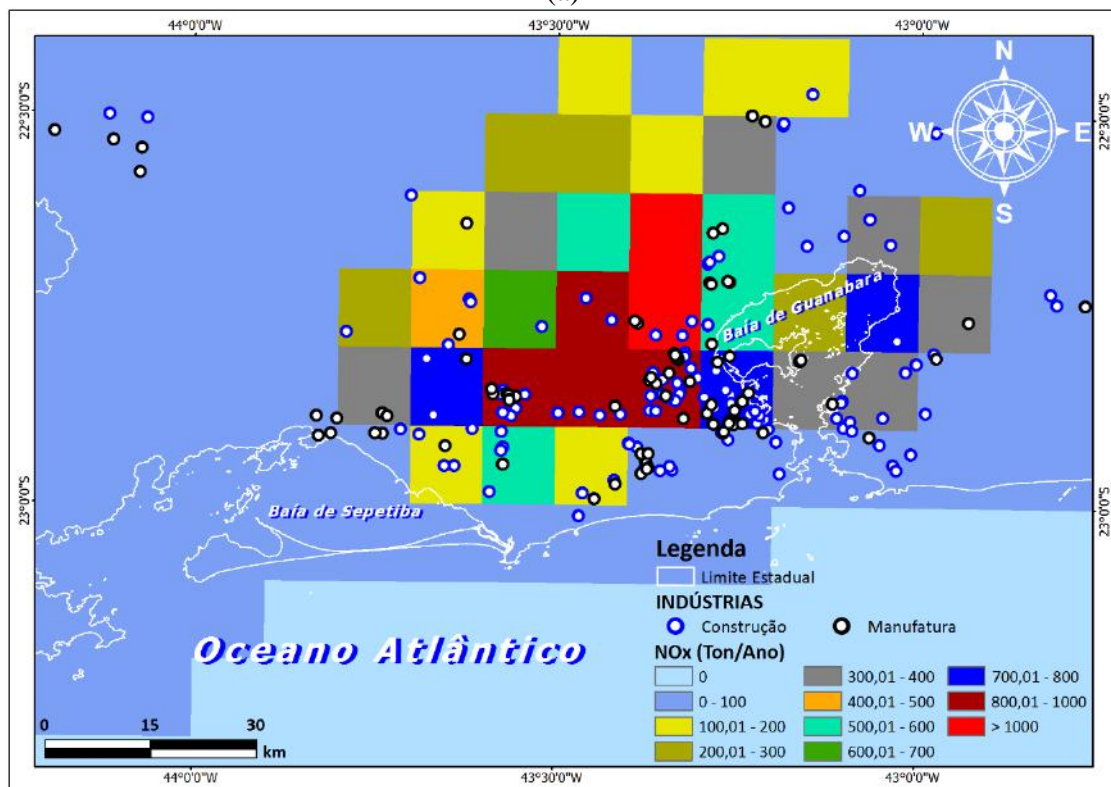 44°0'0"W 43°30'0"W 43°0'0"W
22°30'0"S 22°30'0"S
N
W E
S
Baía de Guanabara
23°0'0"S 23°0'0"S
Baía de Sepetiba
Oceano Atlântico
Legenda
Limite Estadual
INDÚSTRIAS
Construção Manufatura
NOx (Ton/Ano)
0 300,01 - 400 700,01 - 800
0 - 100 400,01 - 500 800,01 - 1000
100,01 - 200 500,01 - 600 > 1000
200,01 - 300 600,01 - 700
0 15 30
km
44°0'0"W 43°30'0"W 43°0'0"W